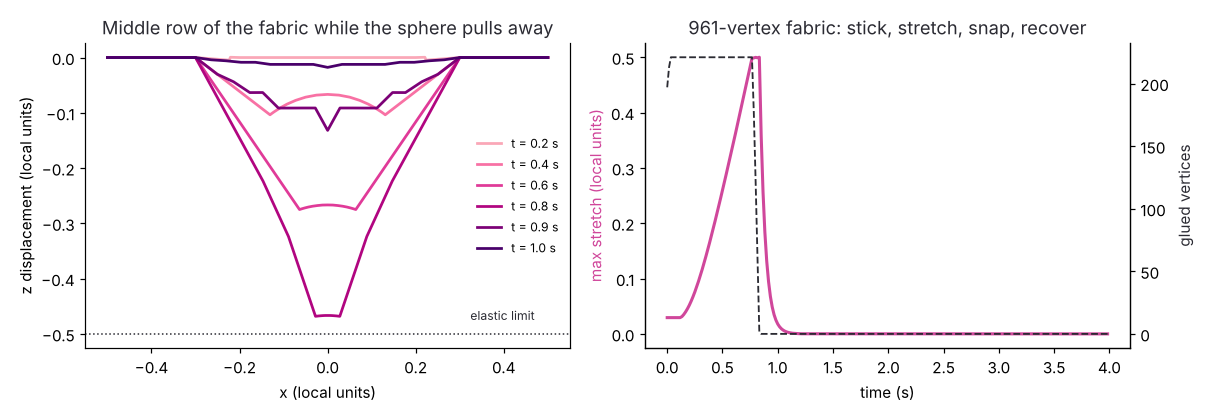 Middle row of the fabric while the sphere pulls away
z displacement (local units)
0.0
−0.1
−0.2
−0.3
−0.4
−0.5
t = 0.2 s
t = 0.4 s
t = 0.6 s
t = 0.8 s
t = 0.9 s
t = 1.0 s
elastic limit
−0.4 −0.2 0.0 0.2 0.4
x (local units)
961-vertex fabric: stick, stretch, snap, recover
max stretch (local units)
0.5
0.4
0.3
0.2
0.1
0.0
200
150
100
50
0
glued vertices
0.0 0.5 1.0 1.5 2.0 2.5 3.0 3.5 4.0
time (s)